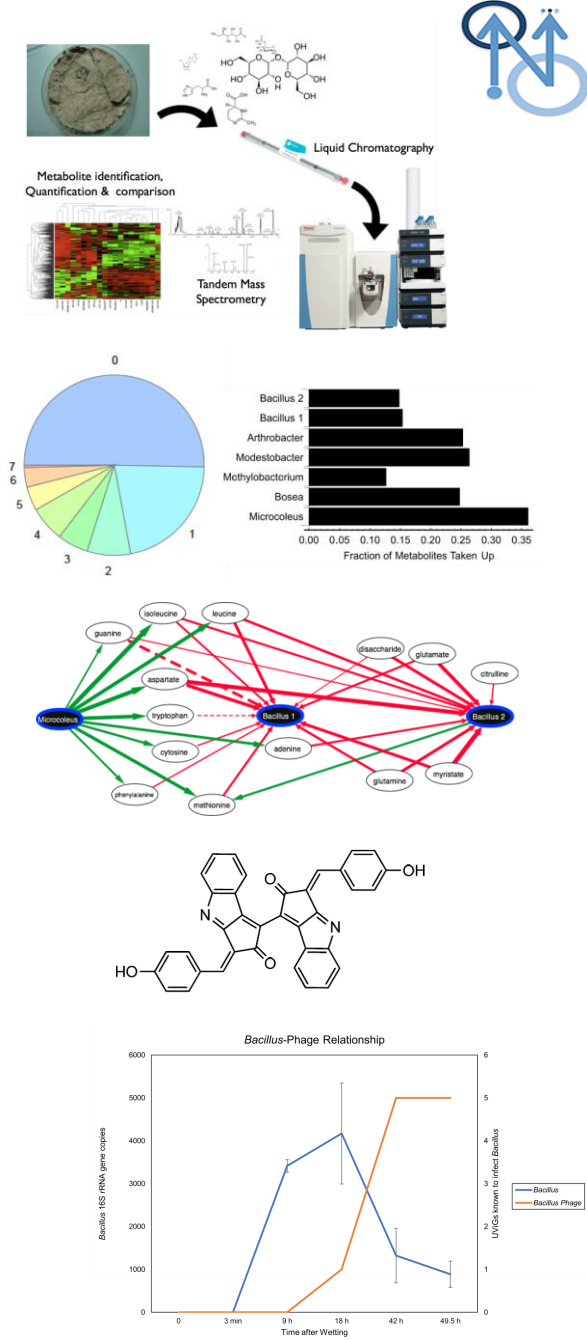 Liquid Chromatography
Metabolite identification,
Quantification & comparison
Tandem Mass
Spectrometry
0
7
6
5
4
3
2
1
Bacillus 2
Bacillus 1
Arthrobacter
Modestobacter
Methylobacterium
Bosea
Microcoleus
0.00 0.05 0.10 0.15 0.20 0.25 0.30 0.35
Fraction of Metabolites Taken Up
isoleucine
leucine
guanine
disaccharide
glutamate
citrulline
aspartate
Microcoleus
tryptophan
Bacillus 1
Bacillus 2
cytosine
adenine
phenylalanine
methionine
glutamine
myristate
O
OH
N
N
HO
O
Bacillus-Phage Relationship
6000
5000
4000
3000
2000
1000
0
Bacillus 16S rRNA gene copies
6
5
4
3
2
1
0
UViGs known to infect Bacillus
Bacillus
Bacillus Phage
0 3 min 9 h 18 h 42 h 49.5 h
Time after Wetting